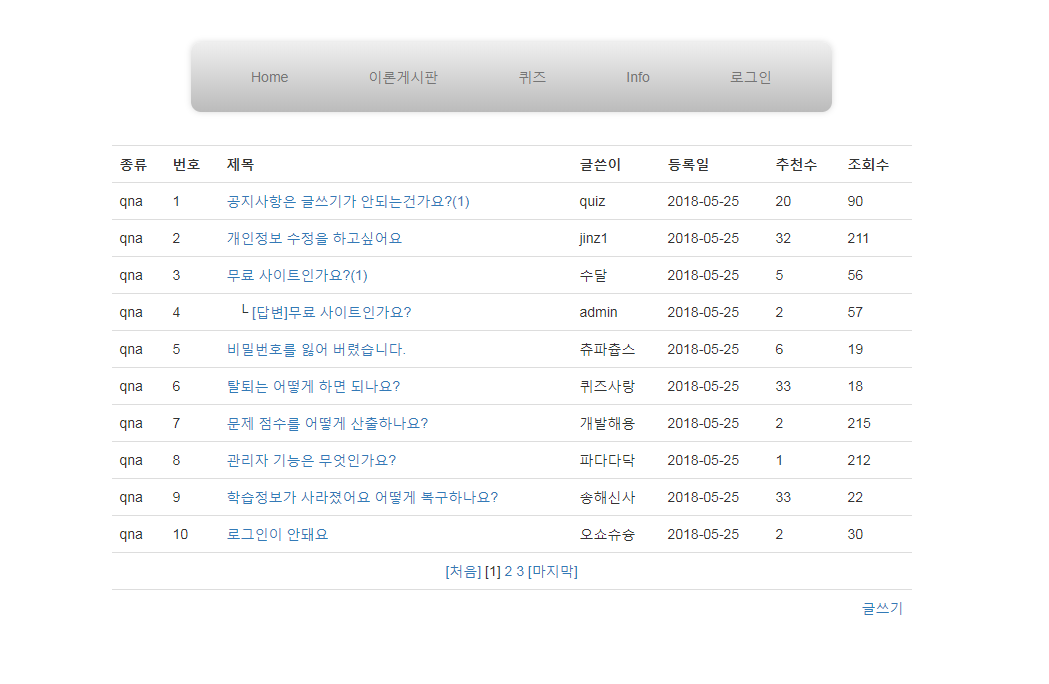 Home 이론게시판 퀴즈 Info 로그인
종류 번호 제목 글쓴이 등록일 추천수 조회수
qna 1 공지사항은 글쓰기가 안되는건가요?(1) quiz 2018-05-25 20 90
qna 2 개인정보 수정을 하고싶어요 jinz1 2018-05-25 32 211
qna 3 무료 사이트인가요?(1) 수달 2018-05-25 5 56
qna 4 └ [답변]무료 사이트인가요? admin 2018-05-25 2 57
qna 5 비밀번호를 잃어 버렸습니다. 츄파츕스 2018-05-25 6 19
qna 6 탈퇴는 어떻게 하면 되나요? 퀴즈사랑 2018-05-25 33 18
qna 7 문제 점수를 어떻게 산출하나요? 개발해용 2018-05-25 2 215
qna 8 관리자 기능은 무엇인가요? 파다다닥 2018-05-25 1 212
qna 9 학습정보가 사라졌어요 어떻게 복구하나요? 송해신사 2018-05-25 33 22
qna 10 로그인이 안돼요 오쇼슈슝 2018-05-25 2 30
[처음] [1] 2 3 [마지막]
글쓰기